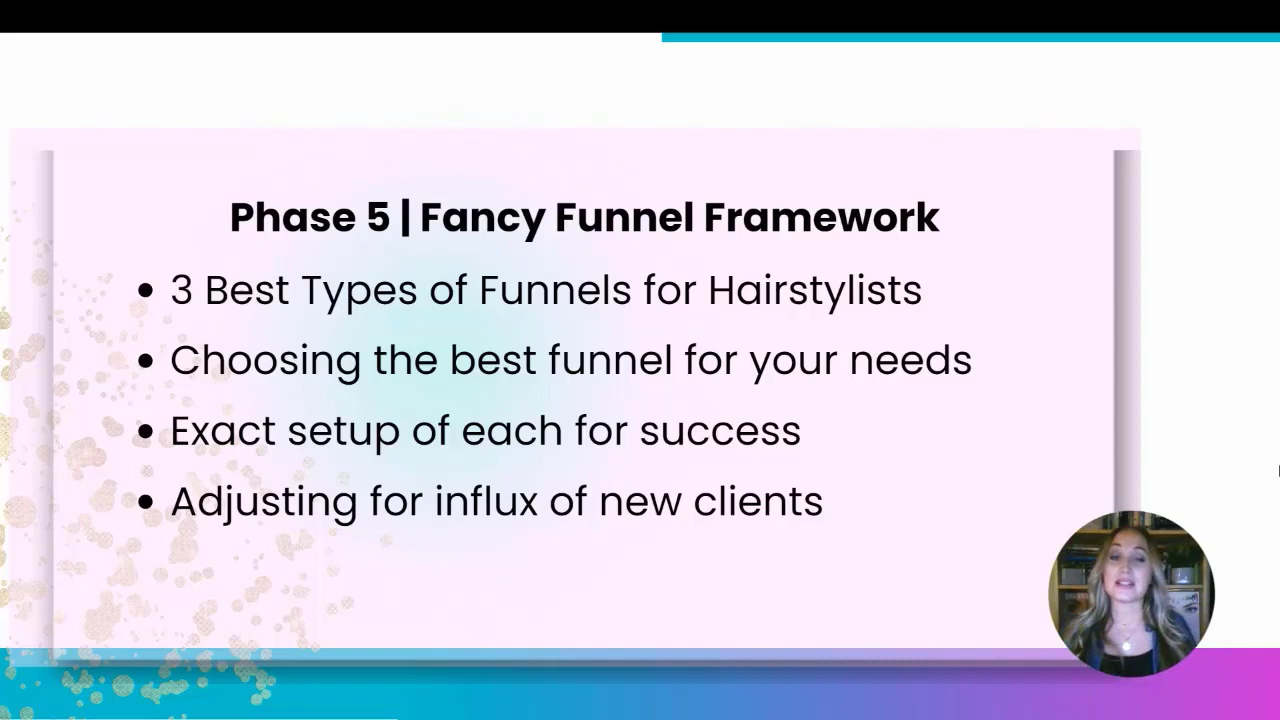 Phase 5 | Fancy Funnel Framework
• 3 Best Types of Funnels for Hairstylists
• Choosing the best funnel for your needs
• Exact setup of each for success
• Adjusting for influx of new clients